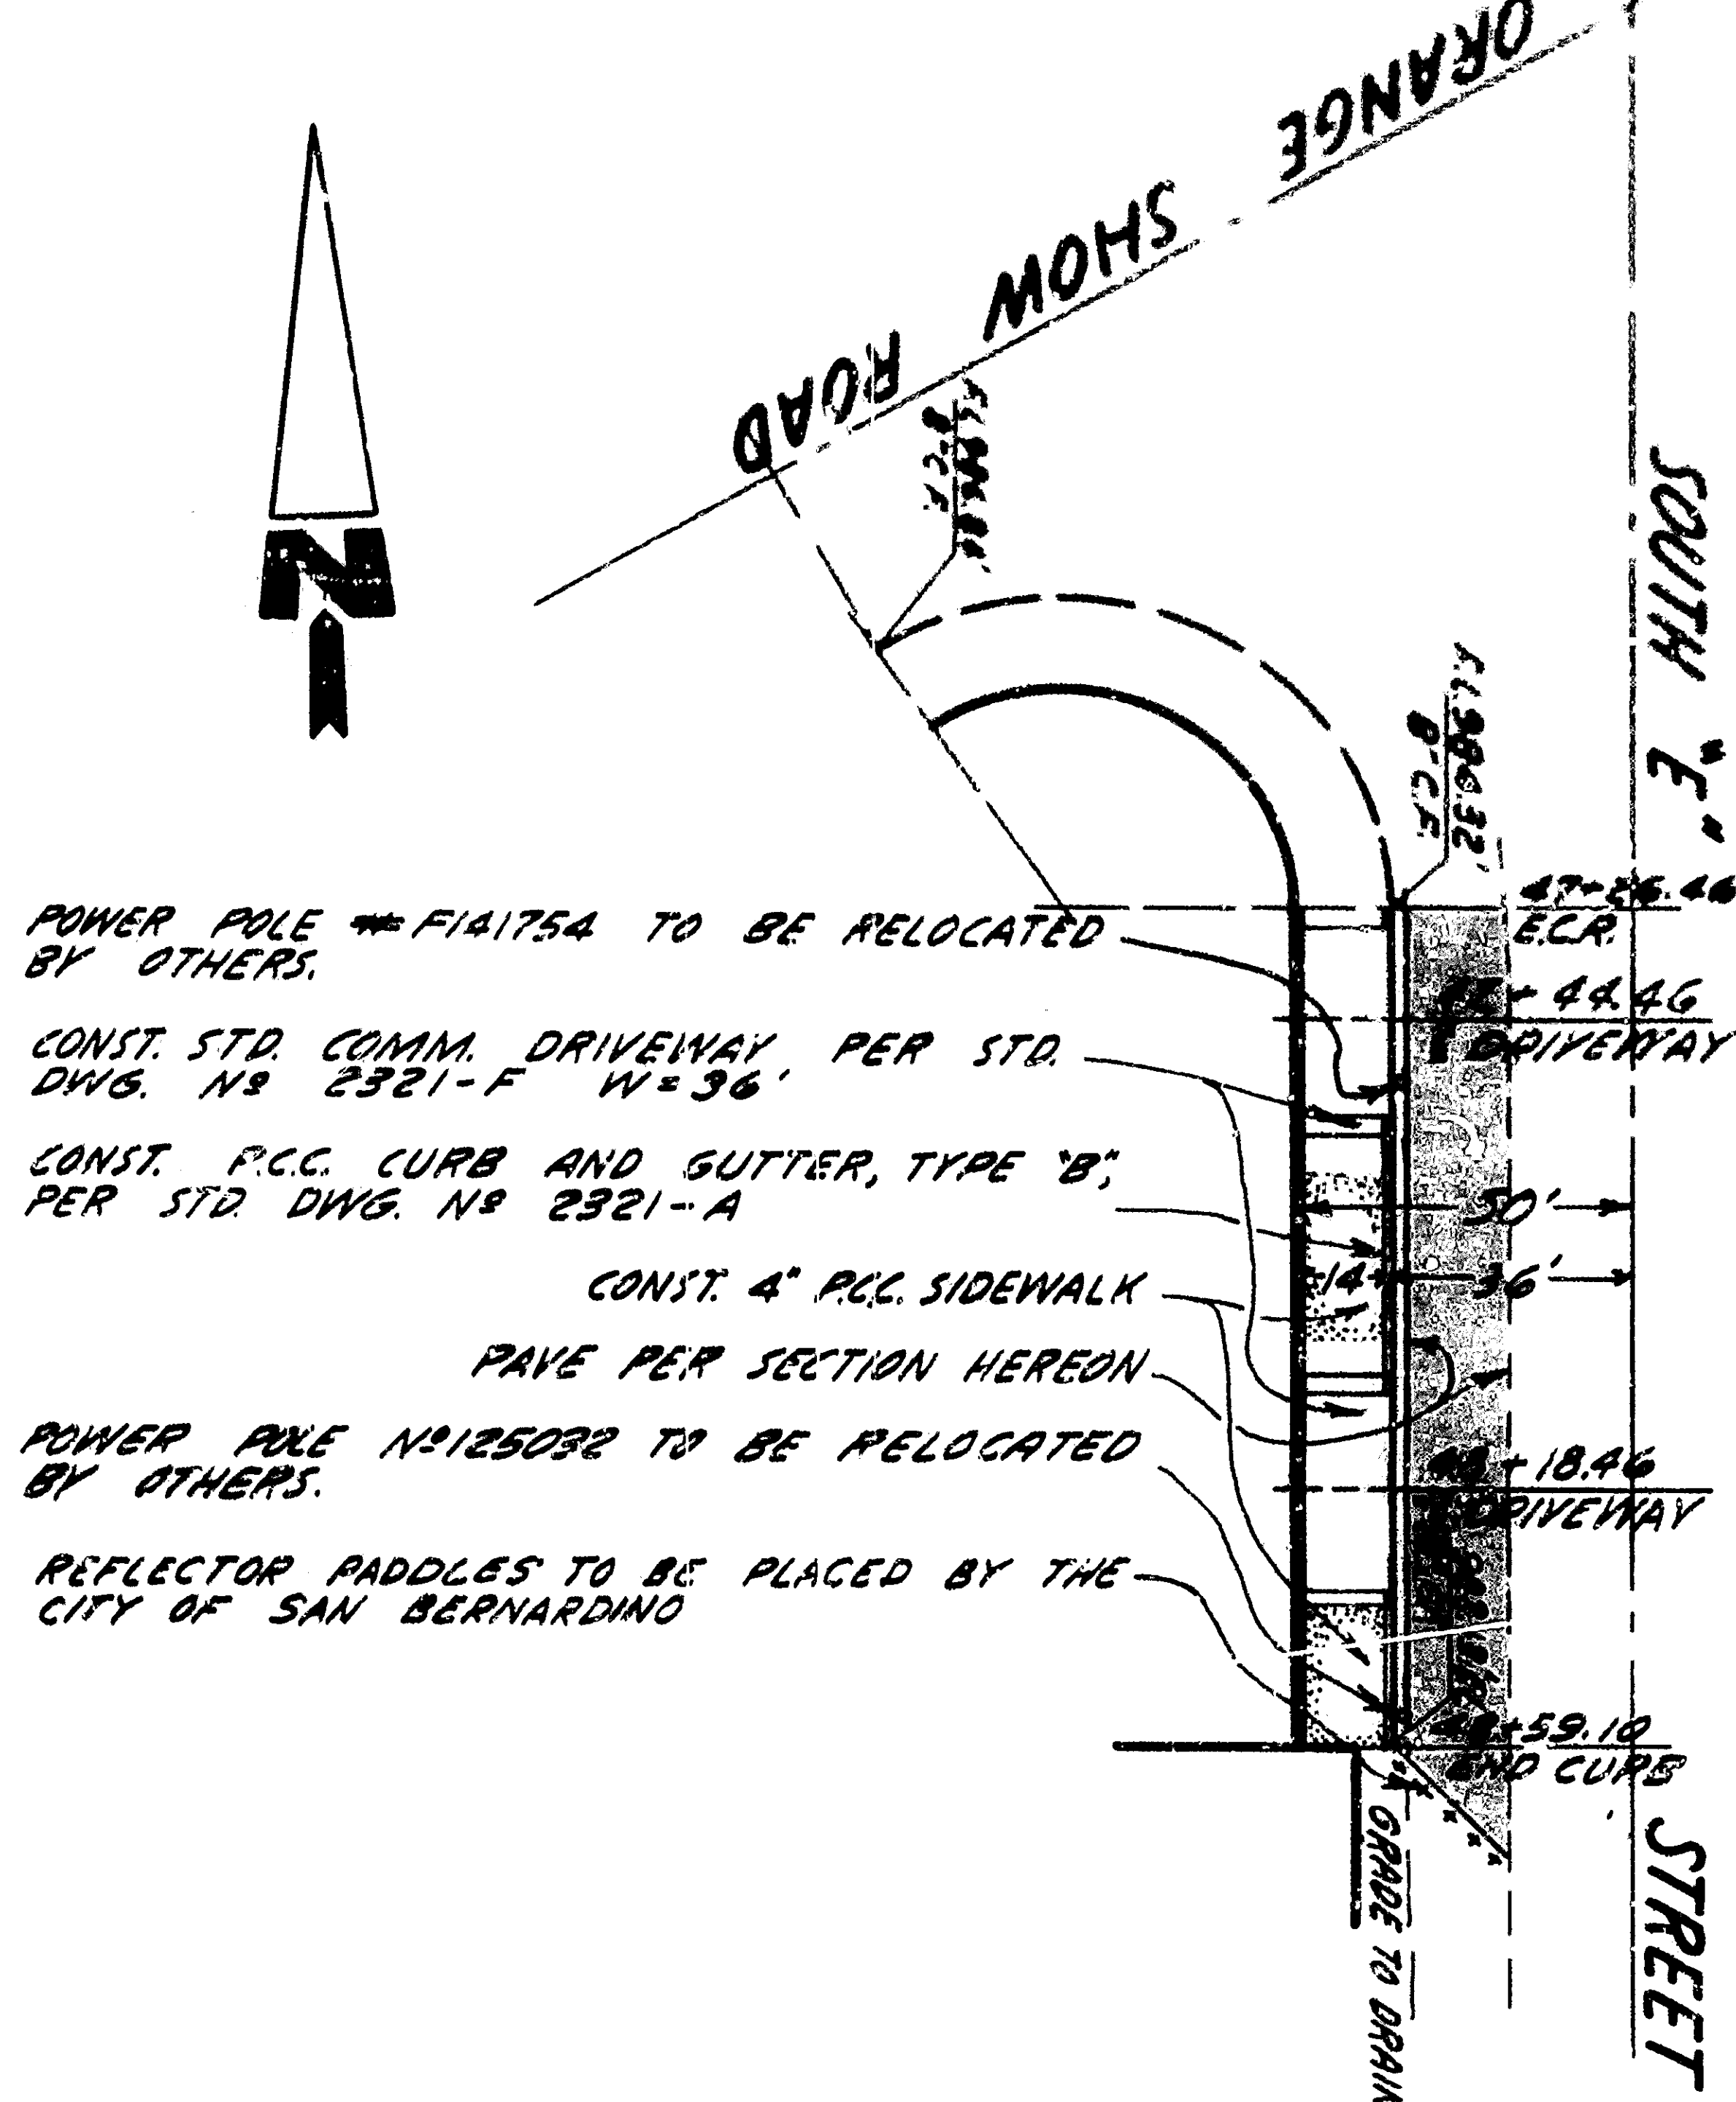 ORANGE SHOW ROAD
N
SOUTH "E" STREET
B.C.F.
B.C.F.
E.C.R.
POWER POLE # F141754 TO BE RELOCATED
BY OTHERS.
+ 44.46
DRIVEWAY
CONST. STD. COMM. DRIVEWAY PER STD.
DWG. Nº 2321-F W=36'
CONST. P.C.C. CURB AND GUTTER, TYPE "B",
PER STD. DWG. Nº 2321-A
50'
CONST. 4" P.C.C. SIDEWALK
14
36'
PAVE PER SECTION HEREON
POWER POLE Nº125032 TO BE RELOCATED
BY OTHERS.
48+18.46
DRIVEWAY
REFLECTOR PADDLES TO BE PLACED BY THE
CITY OF SAN BERNARDINO
48+59.10
END CURB
GRADE TO DRAIN